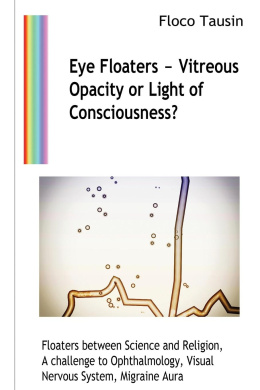 Floco Tausin
Eye Floaters – Vitreous
Opacity or Light of
Consciousness?
Floaters between Science and Religion,
A challenge to Ophthalmology, Visual
Nervous System, Migraine Aura